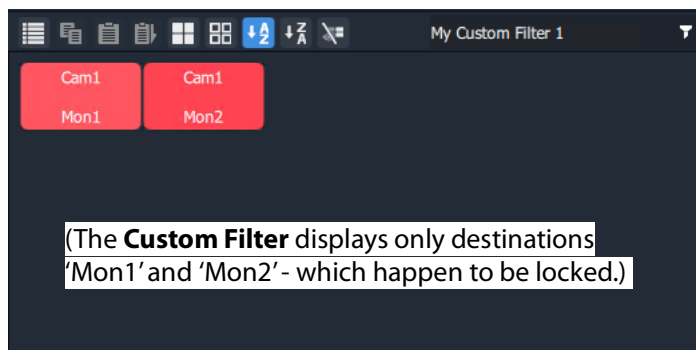 My Custom Filter 1
Cam1 Cam1
Mon1 Mon2
(The Custom Filter displays only destinations
‘Mon1’ and ‘Mon2’ - which happen to be locked.)